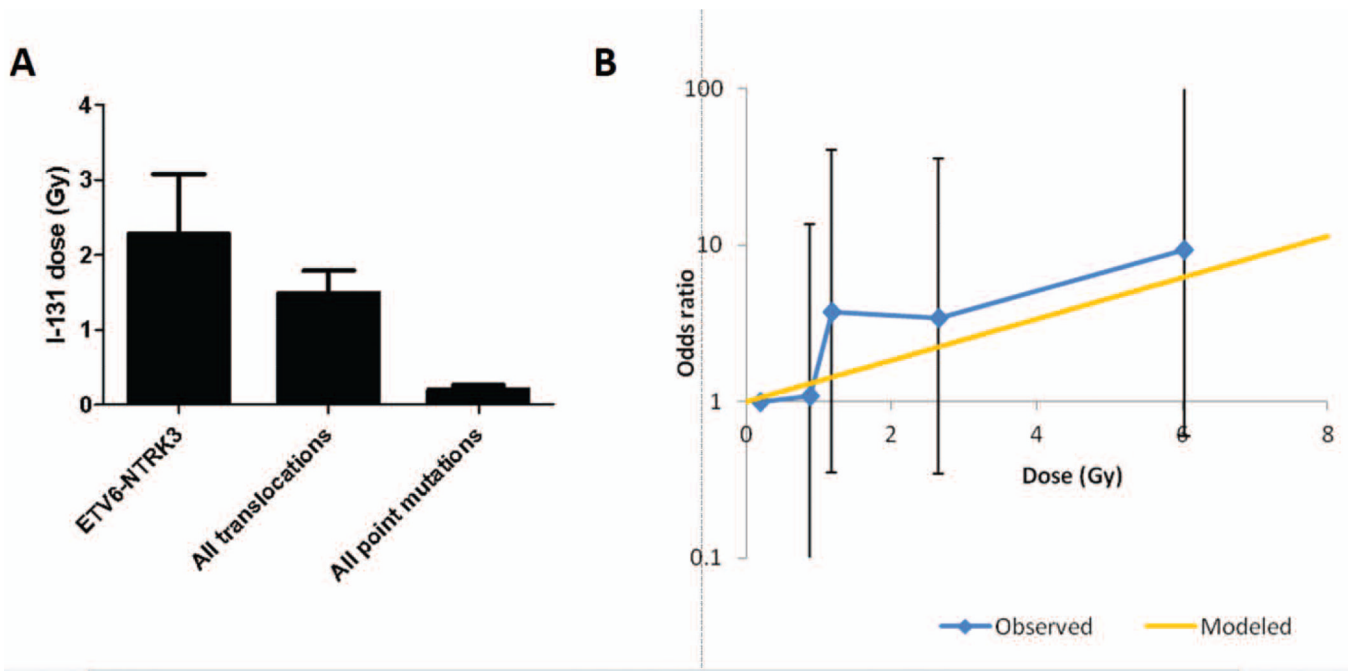 A
I-131 dose (Gy)
4
3
2
1
0
ETV6-NTRK3
All translocations
All point mutations
B
Odds ratio
100
10
1
0.1
0
2
4
6
8
Dose (Gy)
Observed
Modeled